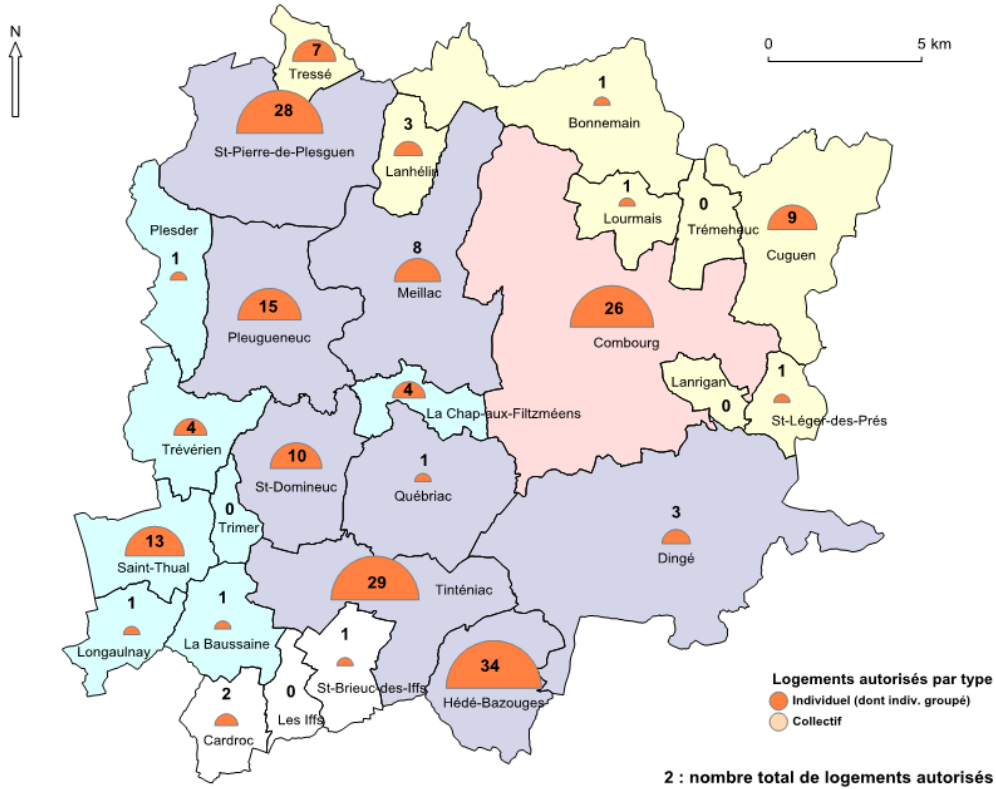 N
0 5 km
7
Tressé
28
St-Pierre-de-Plesguen
3
Lanhélin
1
Bonnemain
1
Lourmais
0
Trémeheuc
9
Cuguen
Plesder
1
8
Meillac
15
Pleugueneuc
26
Combourg
Lanrigan
0
1
St-Léger-des-Prés
4
La Chap-aux-Filtzméens
4
Trévérien
10
St-Domineuc
1
Québriac
0
Trimer
3
Dingé
13
Saint-Thual
29
Tinténiac
1
Longaulnay
1
La Baussaine
1
St-Brieuc-des-Iffs
34
Hédé-Bazouges
2
Cardroc
0
Les Iffs
Logements autorisés par type
Individuel (dont indiv. groupé)
Collectif
2 : nombre total de logements autorisés